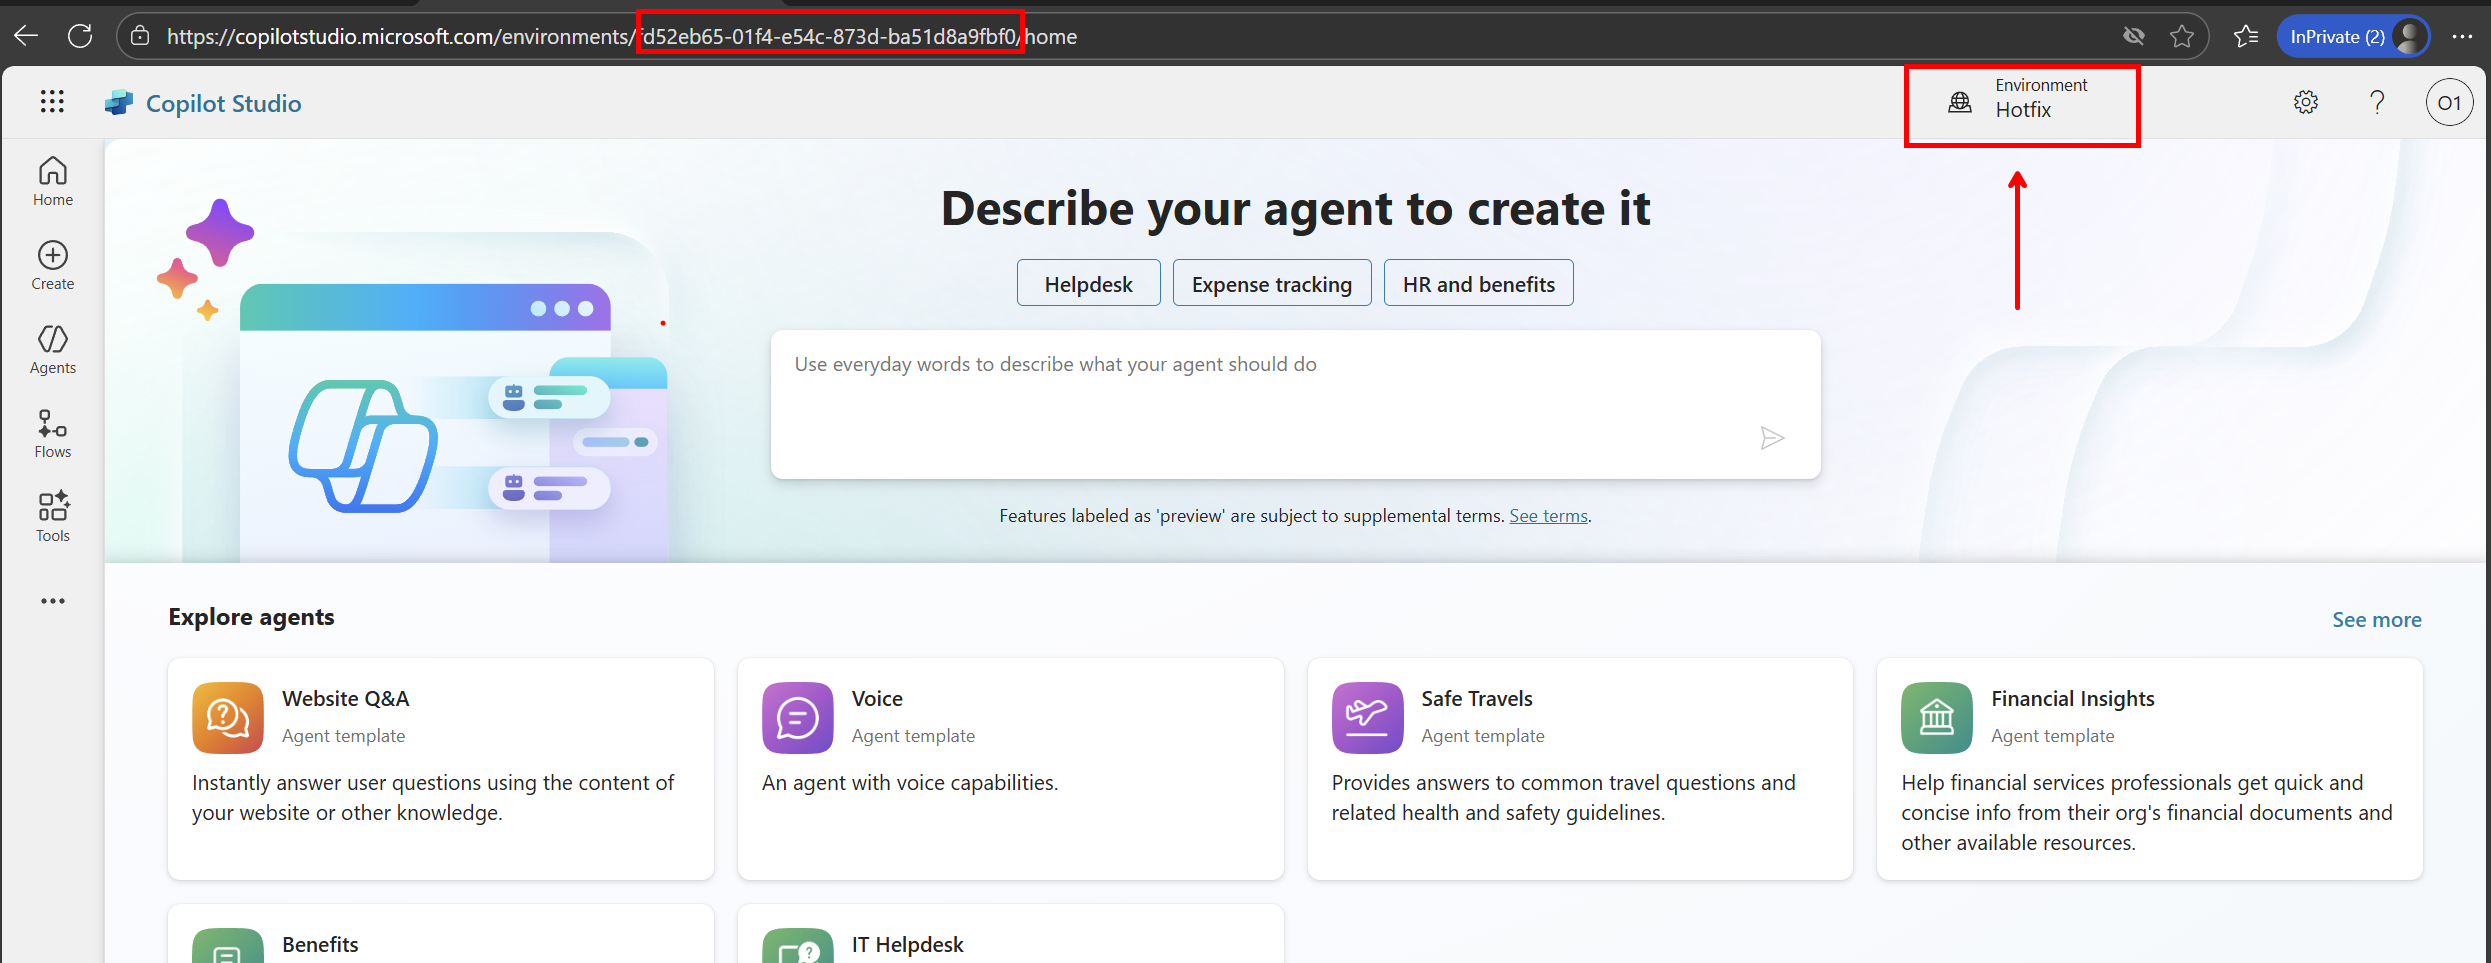 https://copilotstudio.microsoft.com/environments/fd52eb65-01f4-e54c-873d-ba51d8a9fbf0/home
InPrivate (2)
Copilot Studio
Environment
Hotfix
?
O1
Home
Create
Agents
Flows
Tools
Describe your agent to create it
Helpdesk
Expense tracking
HR and benefits
Use everyday words to describe what your agent should do
Features labeled as 'preview' are subject to supplemental terms. See terms.
Explore agents
See more
Website Q&A
Agent template
Instantly answer user questions using the content of
your website or other knowledge.
Voice
Agent template
An agent with voice capabilities.
Safe Travels
Agent template
Provides answers to common travel questions and
related health and safety guidelines.
Financial Insights
Agent template
Help financial services professionals get quick and
concise info from their org's financial documents and
other available resources.
Benefits
IT Helpdesk